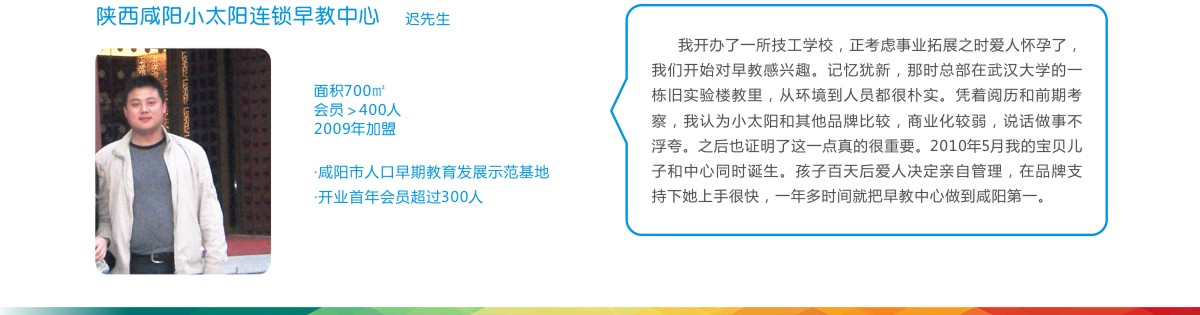 陕西咸阳小太阳连锁早教中心 迟先生
面积700㎡
会员＞400人
2009年加盟
·咸阳市人口早期教育发展示范基地
·开业首年会员超过300人
我开办了一所技工学校，正考虑事业拓展之时爱人怀孕了，
我们开始对早教感兴趣。记忆犹新，那时总部在武汉大学的一
栋旧实验楼教里，从环境到人员都很朴实。凭着阅历和前期考
察，我认为小太阳和其他品牌比较，商业化较弱，说话做事不
浮夸。之后也证明了这一点真的很重要。2010年5月我的宝贝儿
子和中心同时诞生。孩子百天后爱人决定亲自管理，在品牌支
持下她上手很快，一年多时间就把早教中心做到咸阳第一。